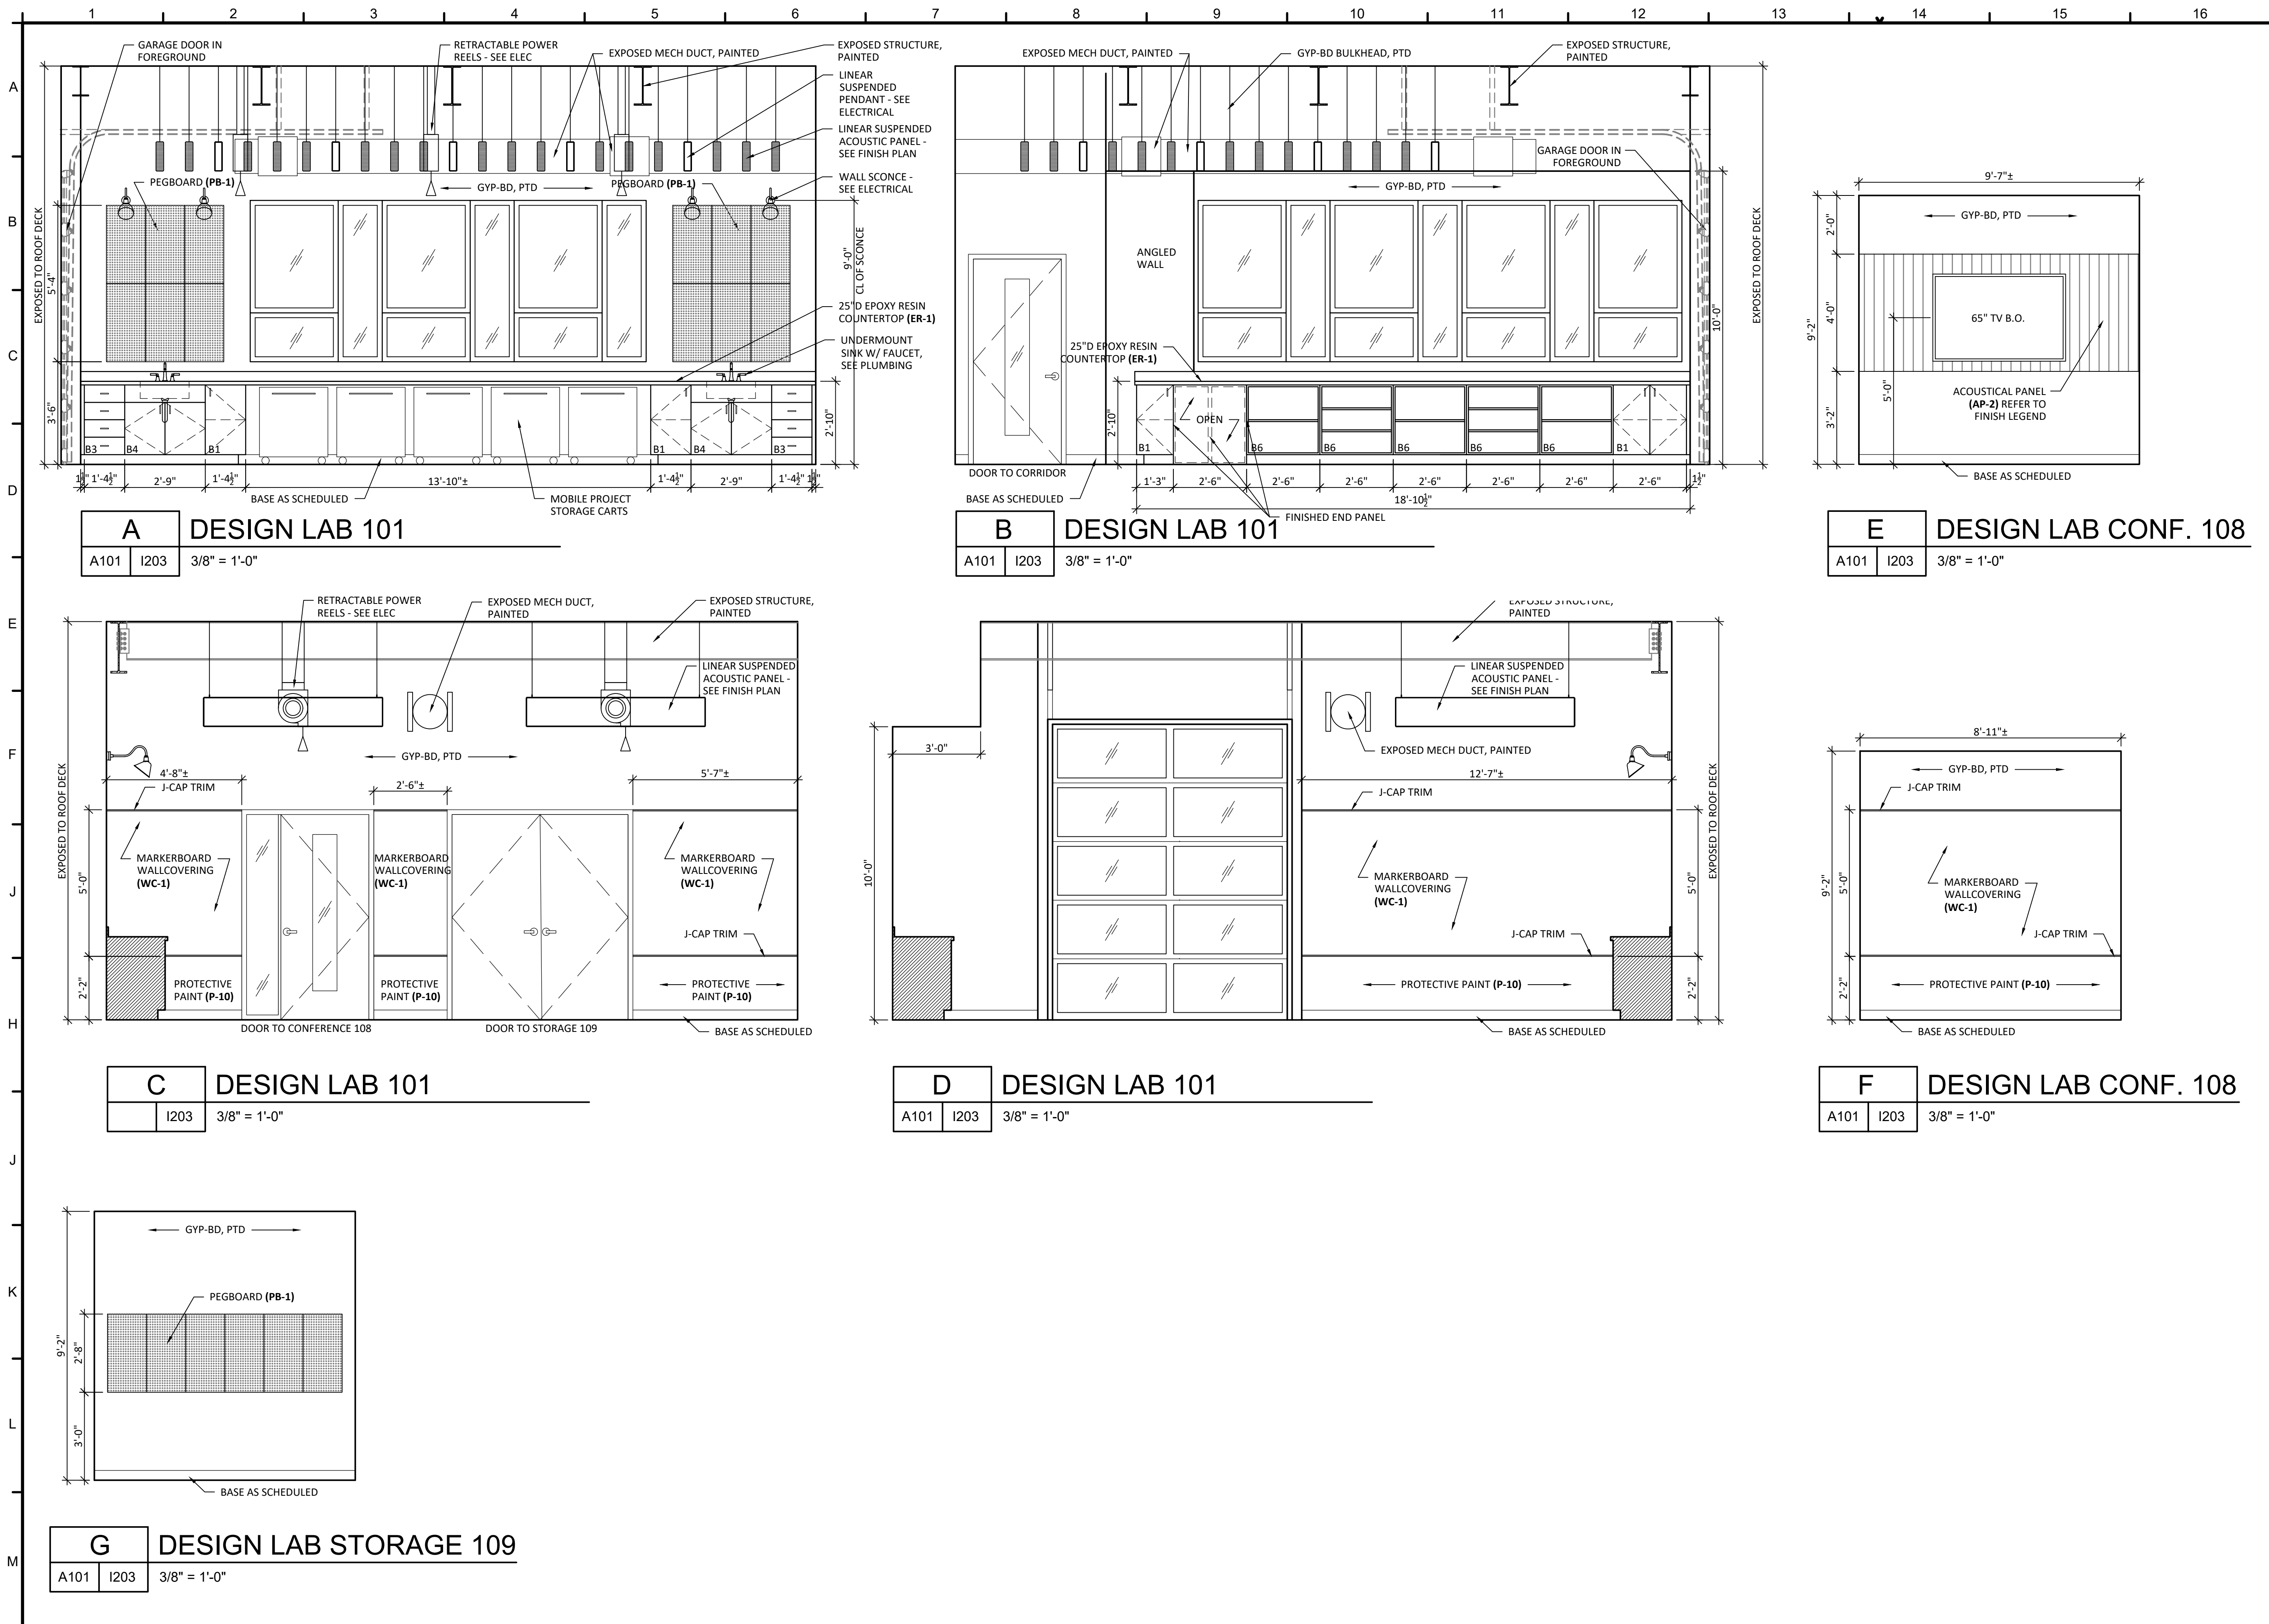 1 2 3 4 5 6 7 8 9 10 11 12 13 14 15 16
A
B
C
D
E
F
J
H
J
K
L
M
GARAGE DOOR IN
FOREGROUND
RETRACTABLE POWER
REELS - SEE ELEC
EXPOSED MECH DUCT, PAINTED
EXPOSED STRUCTURE,
PAINTED
LINEAR
SUSPENDED
PENDANT - SEE
ELECTRICAL
LINEAR SUSPENDED
ACOUSTIC PANEL -
SEE FINISH PLAN
WALL SCONCE -
SEE ELECTRICAL
PEGBOARD (PB-1)
GYP-BD, PTD
PEGBOARD (PB-1)
EXPOSED TO ROOF DECK
5'-4"
3'-6"
9'-0"
CL OF SCONCE
25"D EPOXY RESIN
COUNTERTOP (ER-1)
UNDERMOUNT
SINK W/ FAUCET,
SEE PLUMBING
2'-10"
B3 B4 B1 B1 B4 B3
1½" 1'-4½" 2'-9" 1'-4½" 13'-10"± 1'-4½" 2'-9" 1'-4½" 1½"
BASE AS SCHEDULED
MOBILE PROJECT
STORAGE CARTS
A DESIGN LAB 101
A101 I203 3/8" = 1'-0"
EXPOSED MECH DUCT, PAINTED
GYP-BD BULKHEAD, PTD
EXPOSED STRUCTURE,
PAINTED
GARAGE DOOR IN
FOREGROUND
GYP-BD, PTD
ANGLED
WALL
25"D EPOXY RESIN
COUNTERTOP (ER-1)
OPEN
2'-10"
10'-0"
EXPOSED TO ROOF DECK
B1 B6 B6 B6 B6 B6 B1
DOOR TO CORRIDOR
1'-3" 2'-6" 2'-6" 2'-6" 2'-6" 2'-6" 2'-6" 2'-6" 1½"
BASE AS SCHEDULED
18'-10½"
FINISHED END PANEL
B DESIGN LAB 101
A101 I203 3/8" = 1'-0"
9'-7"±
GYP-BD, PTD
2'-0"
4'-0"
9'-2"
65" TV B.O.
5'-0"
3'-2"
ACOUSTICAL PANEL
(AP-2) REFER TO
FINISH LEGEND
BASE AS SCHEDULED
E DESIGN LAB CONF. 108
A101 I203 3/8" = 1'-0"
RETRACTABLE POWER
REELS - SEE ELEC
EXPOSED MECH DUCT,
PAINTED
EXPOSED STRUCTURE,
PAINTED
LINEAR SUSPENDED
ACOUSTIC PANEL -
SEE FINISH PLAN
GYP-BD, PTD
4'-8"±
J-CAP TRIM
2'-6"±
5'-7"±
EXPOSED TO ROOF DECK
5'-0"
2'-2"
MARKERBOARD
WALLCOVERING
(WC-1)
MARKERBOARD
WALLCOVERING
(WC-1)
MARKERBOARD
WALLCOVERING
(WC-1)
J-CAP TRIM
PROTECTIVE
PAINT (P-10)
PROTECTIVE
PAINT (P-10)
PROTECTIVE
PAINT (P-10)
DOOR TO CONFERENCE 108
DOOR TO STORAGE 109
BASE AS SCHEDULED
C DESIGN LAB 101
I203 3/8" = 1'-0"
EXPOSED STRUCTURE,
PAINTED
LINEAR SUSPENDED
ACOUSTIC PANEL -
SEE FINISH PLAN
3'-0"
EXPOSED MECH DUCT, PAINTED
12'-7"±
J-CAP TRIM
10'-0"
MARKERBOARD
WALLCOVERING
(WC-1)
5'-0"
EXPOSED TO ROOF DECK
J-CAP TRIM
PROTECTIVE PAINT (P-10)
2'-2"
BASE AS SCHEDULED
D DESIGN LAB 101
A101 I203 3/8" = 1'-0"
8'-11"±
GYP-BD, PTD
J-CAP TRIM
9'-2"
5'-0"
MARKERBOARD
WALLCOVERING
(WC-1)
J-CAP TRIM
2'-2"
PROTECTIVE PAINT (P-10)
BASE AS SCHEDULED
F DESIGN LAB CONF. 108
A101 I203 3/8" = 1'-0"
GYP-BD, PTD
PEGBOARD (PB-1)
9'-2"
2'-8"
3'-0"
BASE AS SCHEDULED
G DESIGN LAB STORAGE 109
A101 I203 3/8" = 1'-0"